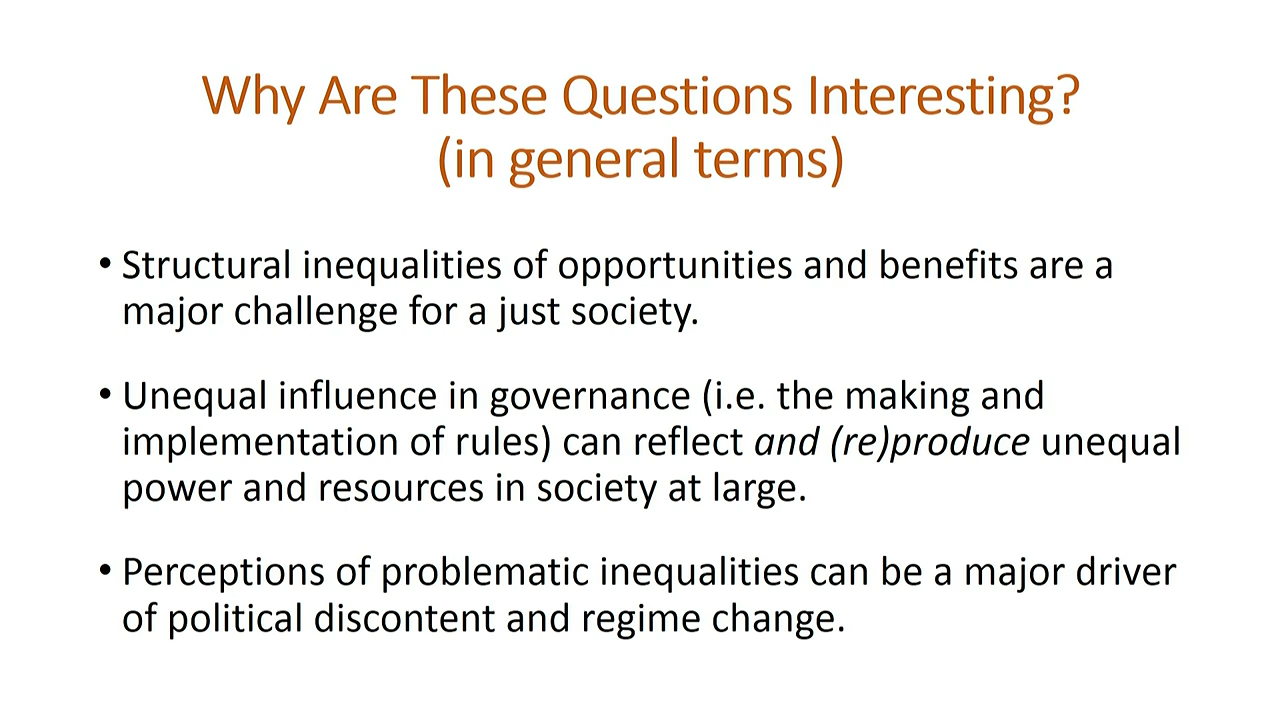 Why Are These Questions Interesting?
(in general terms)
• Structural inequalities of opportunities and benefits are a
major challenge for a just society.
• Unequal influence in governance (i.e. the making and
implementation of rules) can reflect and (re)produce unequal
power and resources in society at large.
• Perceptions of problematic inequalities can be a major driver
of political discontent and regime change.